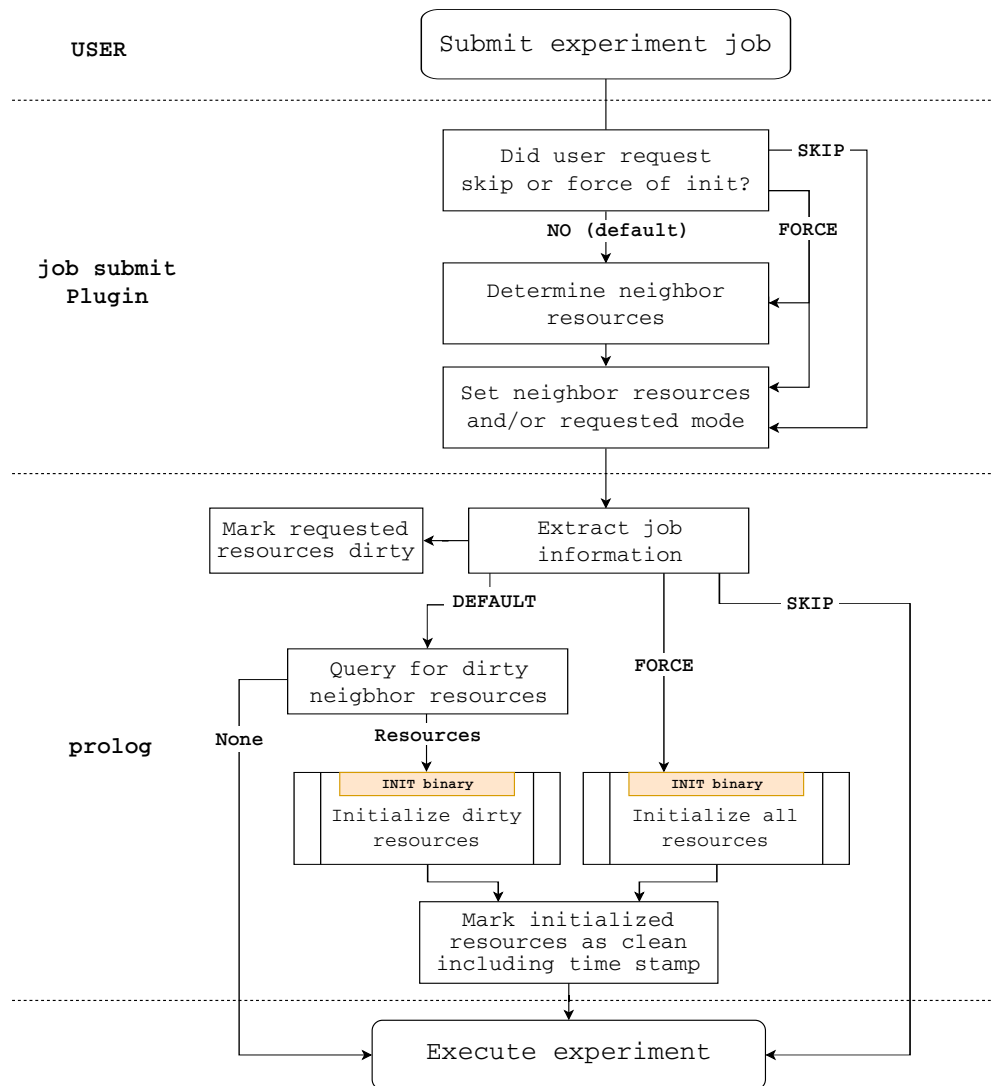 USER
Submit experiment job
Did user request
skip or force of init?
SKIP
NO (default)
FORCE
job submit
Plugin
Determine neighbor
resources
Set neighbor resources
and/or requested mode
Mark requested
resources dirty
Extract job
information
DEFAULT
SKIP
FORCE
Query for dirty
neigbhor resources
prolog
None
Resources
INIT binary
Initialize dirty
resources
INIT binary
Initialize all
resources
Mark initialized
resources as clean
including time stamp
Execute experiment